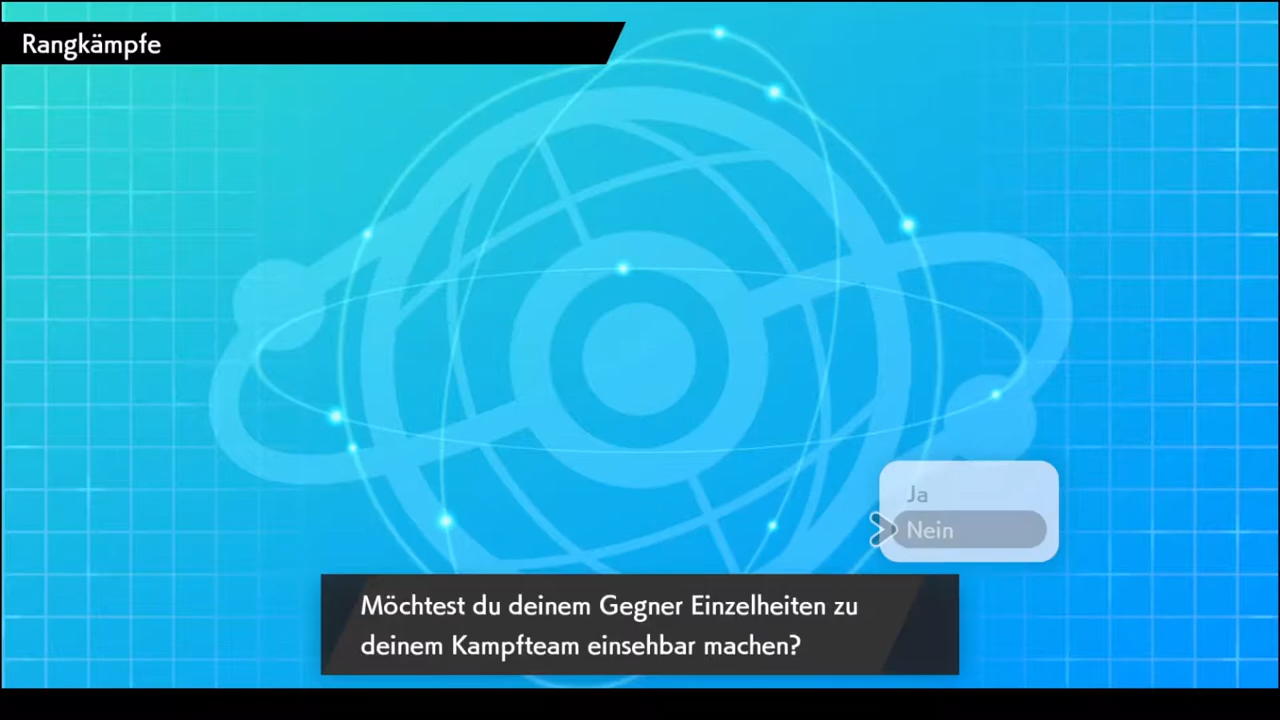 Rangkämpfe
Ja
Nein
Möchtest du deinem Gegner Einzelheiten zu
deinem Kampfteam einsehbar machen?